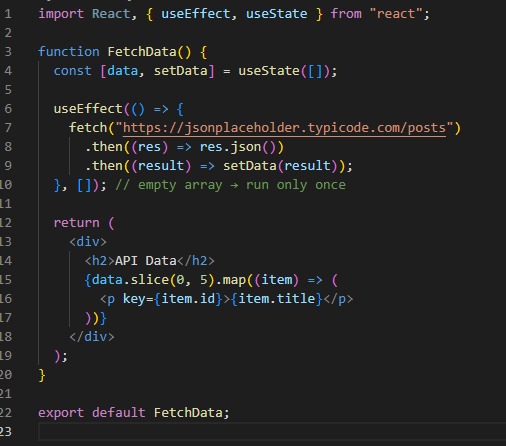 1 import React, { useEffect, useState } from "react";
2
3 function FetchData() {
4   const [data, setData] = useState([]);
5
6   useEffect(() => {
7     fetch("https://jsonplaceholder.typicode.com/posts")
8       .then((res) => res.json())
9       .then((result) => setData(result));
10   }, []); // empty array → run only once
11
12   return (
13     <div>
14       <h2>API Data</h2>
15       {data.slice(0, 5).map((item) => (
16         <p key={item.id}>{item.title}</p>
17       ))}
18     </div>
19   );
20 }
21
22 export default FetchData;
23